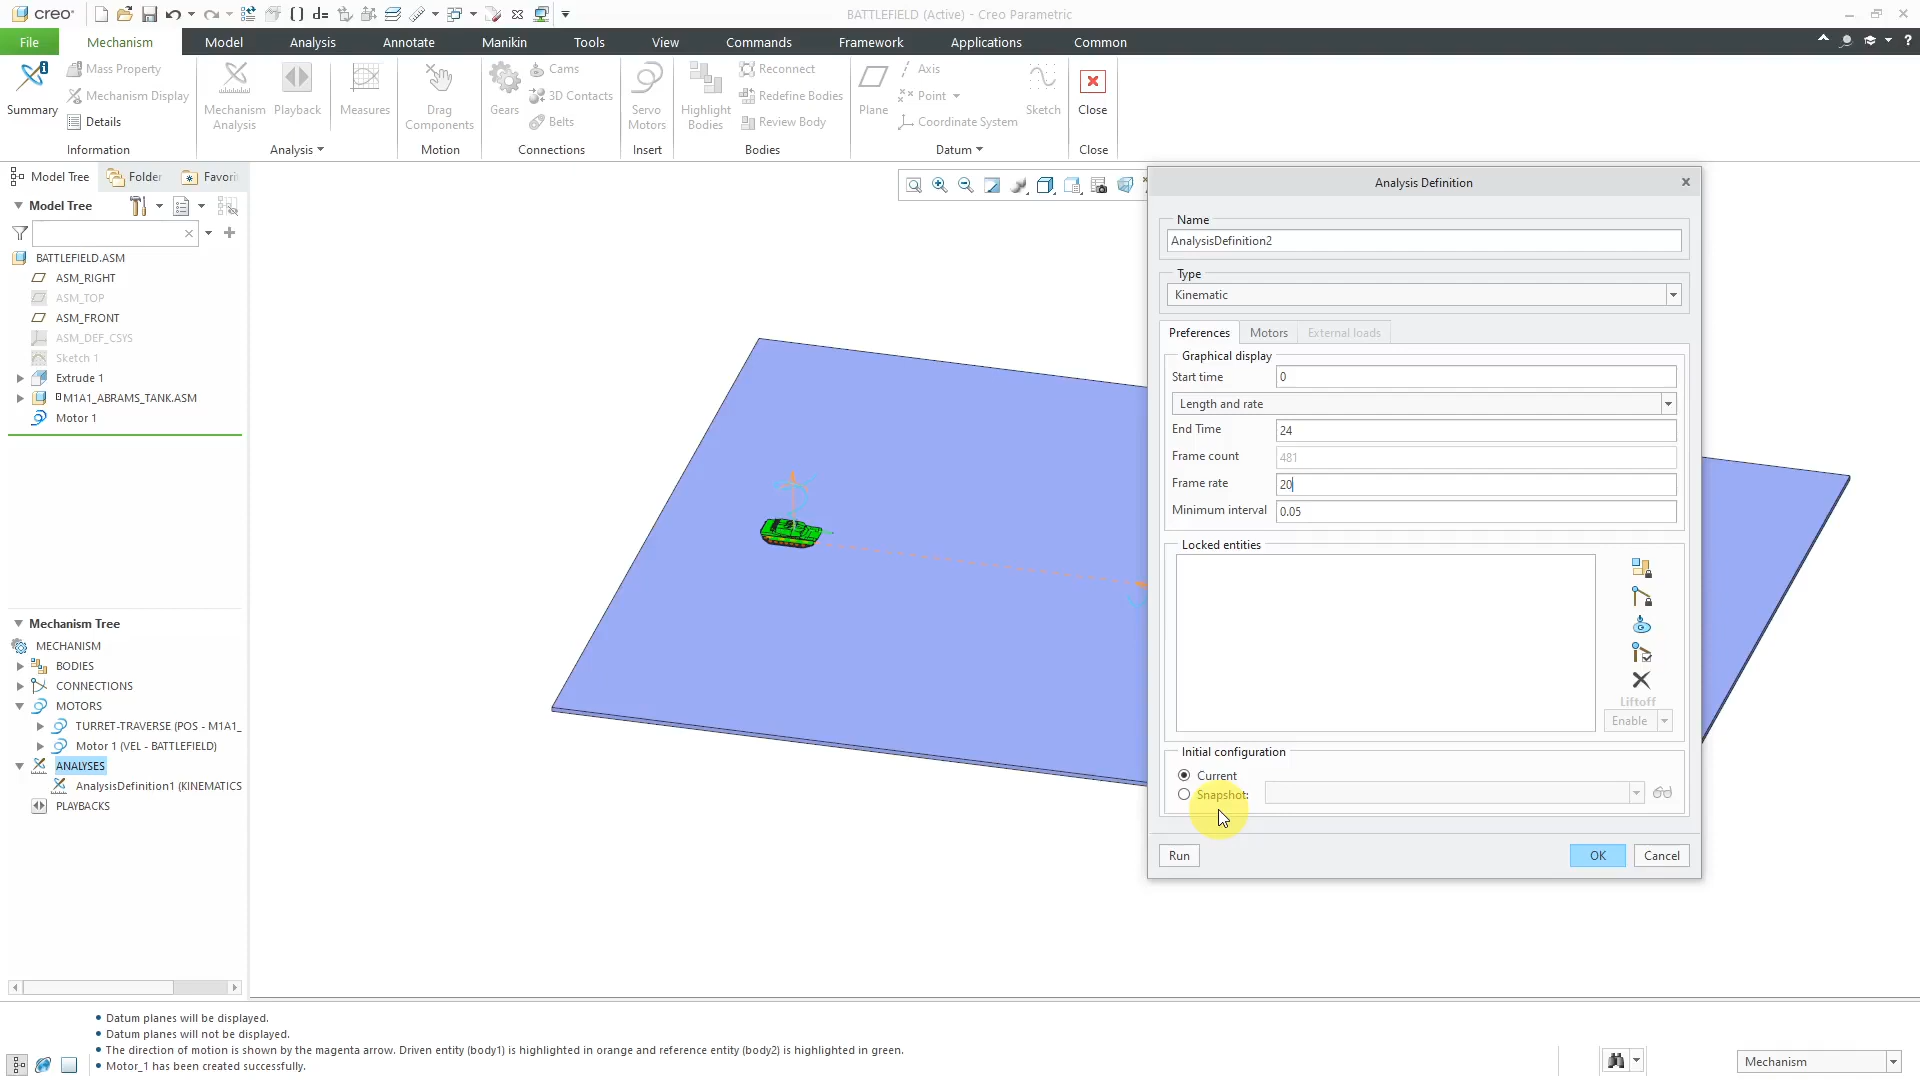 creo
BATTLEFIELD (Active) - Creo Parametric
File
Mechanism
Model
Analysis
Annotate
Manikin
Tools
View
Commands
Framework
Applications
Common
Summary
Mass Property
Mechanism Display
Details
Information
Mechanism
Analysis
Playback
Measures
Analysis
Drag
Components
Motion
Gears
Cams
3D Contacts
Belts
Connections
Servo
Motors
Insert
Highlight
Bodies
Reconnect
Redefine Bodies
Review Body
Bodies
Plane
Axis
Point
Coordinate System
Sketch
Datum
Close
Close
Model Tree
Folder
Favori
Model Tree
BATTLEFIELD.ASM
ASM_RIGHT
ASM_TOP
ASM_FRONT
ASM_DEF_CSYS
Sketch 1
Extrude 1
M1A1_ABRAMS_TANK.ASM
Motor 1
Mechanism Tree
MECHANISM
BODIES
CONNECTIONS
MOTORS
TURRET-TRAVERSE (POS - M1A1_
Motor 1 (VEL - BATTLEFIELD)
ANALYSES
AnalysisDefinition1 (KINEMATICS
PLAYBACKS
Analysis Definition
Name
AnalysisDefinition2
Type
Kinematic
Preferences
Motors
External loads
Graphical display
Start time
0
Length and rate
End Time
24
Frame count
481
Frame rate
20
Minimum interval
0.05
Locked entities
Liftoff
Enable
Initial configuration
Current
Snapshot:
Run
OK
Cancel
• Datum planes will be displayed.
• Datum planes will not be displayed.
• The direction of motion is shown by the magenta arrow. Driven entity (body1) is highlighted in orange and reference entity (body2) is highlighted in green.
• Motor_1 has been created successfully.
Mechanism